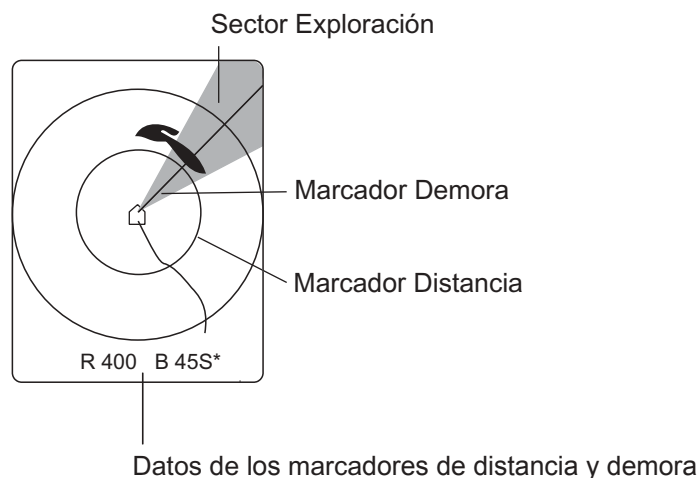 Sector Exploración
Marcador Demora
Marcador Distancia
R 400 B 45S*
Datos de los marcadores de distancia y demora